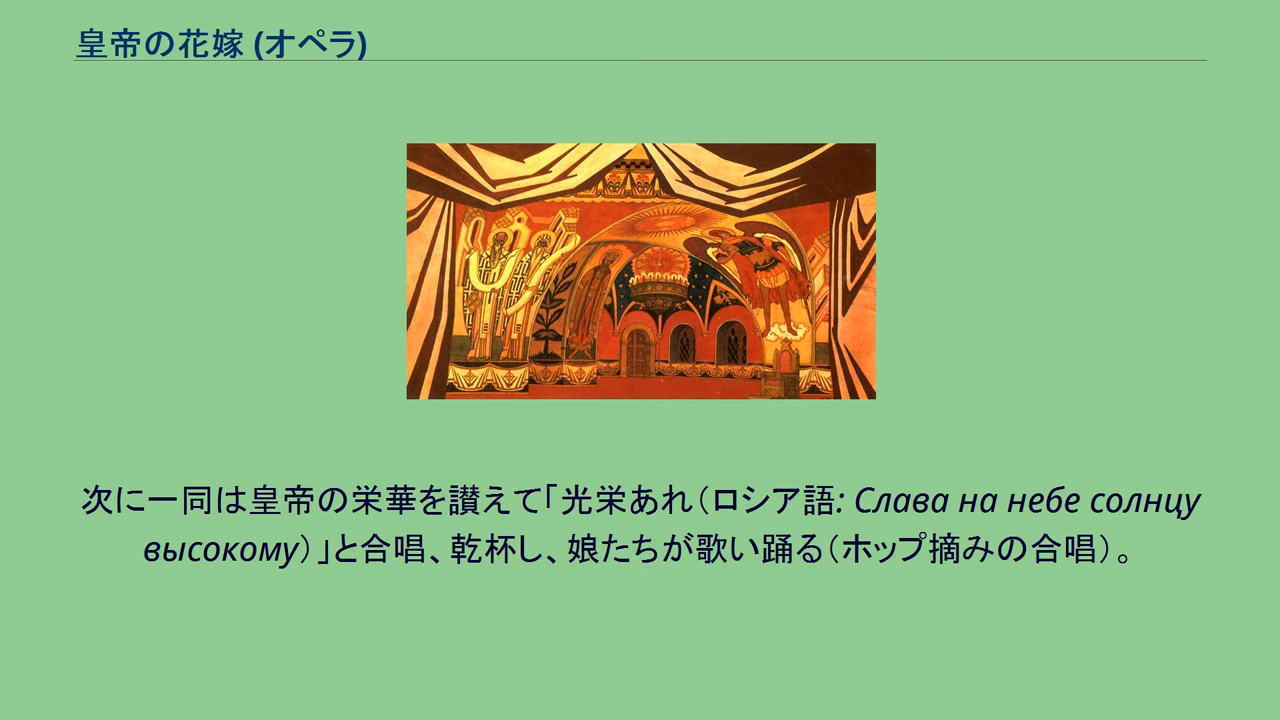 皇帝の花嫁 (オペラ)
次に一同は皇帝の栄華を讃えて「光栄あれ（ロシア語: Слава на небе солнцу
высокому）」と合唱、乾杯し、娘たちが歌い踊る（ホップ摘みの合唱）。